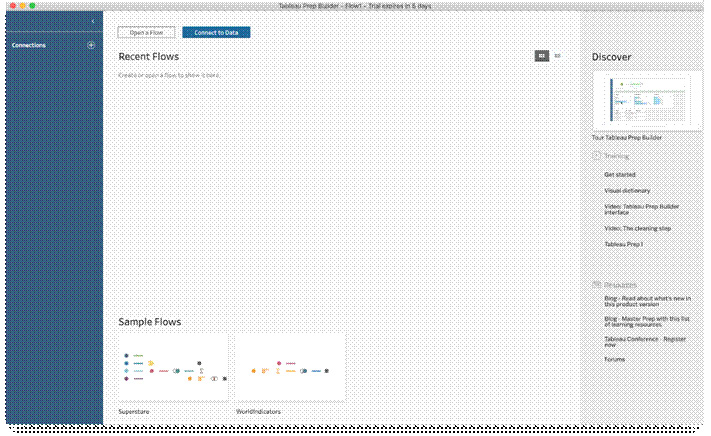 Tableau Prep Builder - Flow1 - Trial expires in 5 days
Connections
Open a Flow
Connect to Data
Recent Flows
Create or open a flow to show it here.
Sample Flows
Superstore
WorldIndicators
Discover
Tour Tableau Prep Builder
Training
Get started
Visual dictionary
Video: Tableau Prep Builder
interface
Video: The cleaning step
Tableau Prep I
Resources
Blog - Read about what's new in
this product version
Blog - Master Prep with this list
of learning resources
Tableau Conference - Register
now
Forums